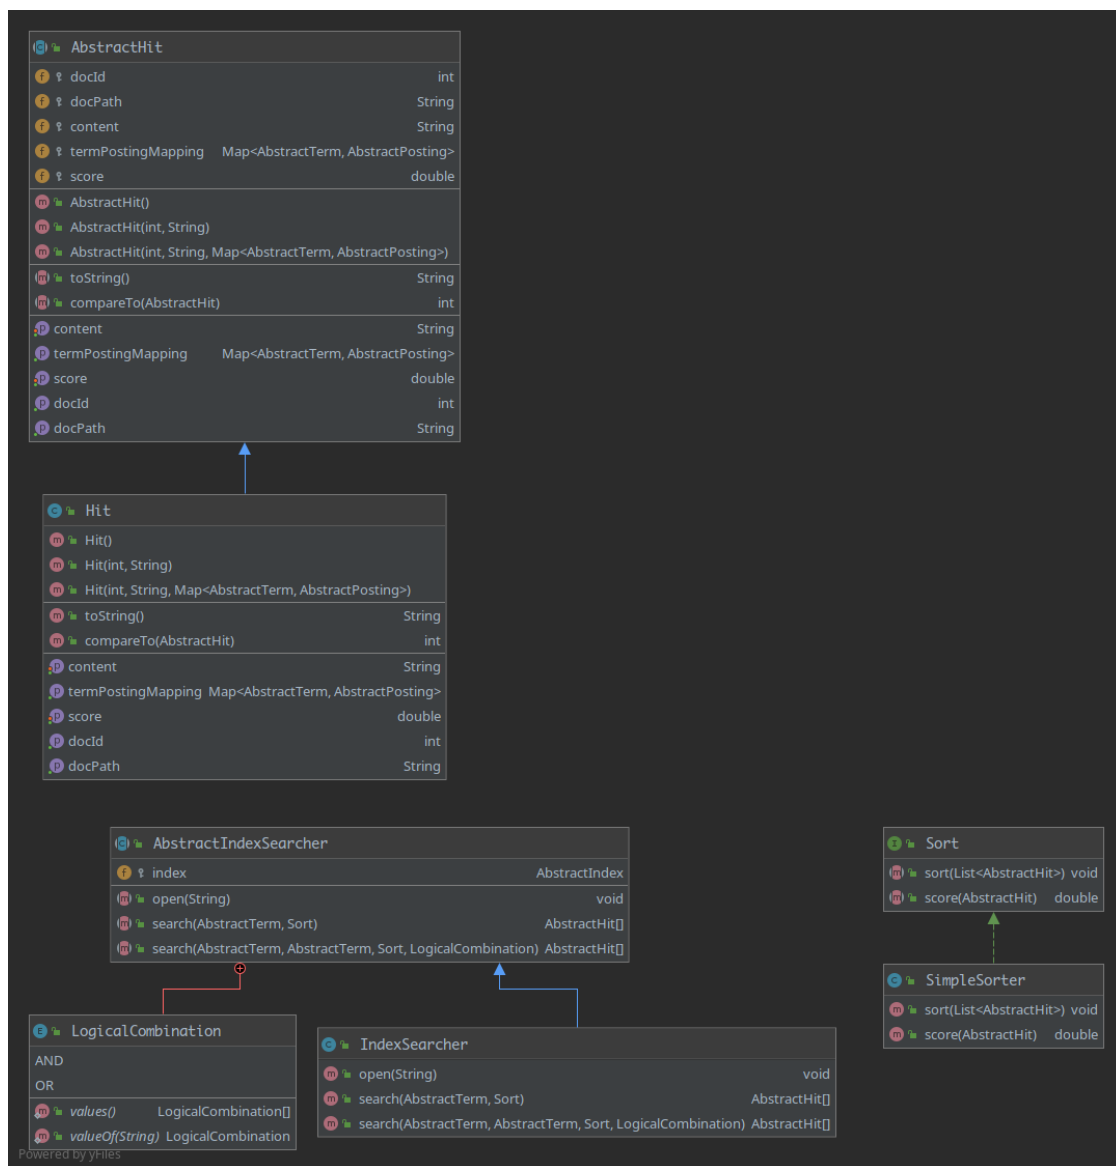 AbstractHit
docId int
docPath String
content String
termPostingMapping Map<AbstractTerm, AbstractPosting>
score double
AbstractHit()
AbstractHit(int, String)
AbstractHit(int, String, Map<AbstractTerm, AbstractPosting>)
toString() String
compareTo(AbstractHit) int
content String
termPostingMapping Map<AbstractTerm, AbstractPosting>
score double
docId int
docPath String
Hit
Hit()
Hit(int, String)
Hit(int, String, Map<AbstractTerm, AbstractPosting>)
toString() String
compareTo(AbstractHit) int
content String
termPostingMapping Map<AbstractTerm, AbstractPosting>
score double
docId int
docPath String
AbstractIndexSearcher
index AbstractIndex
open(String) void
search(AbstractTerm, Sort) AbstractHit[]
search(AbstractTerm, AbstractTerm, Sort, LogicalCombination) AbstractHit[]
Sort
sort(List<AbstractHit>) void
score(AbstractHit) double
SimpleSorter
sort(List<AbstractHit>) void
score(AbstractHit) double
LogicalCombination
AND
OR
values() LogicalCombination[]
valueOf(String) LogicalCombination
IndexSearcher
open(String) void
search(AbstractTerm, Sort) AbstractHit[]
search(AbstractTerm, AbstractTerm, Sort, LogicalCombination) AbstractHit[]
Powered by yFiles